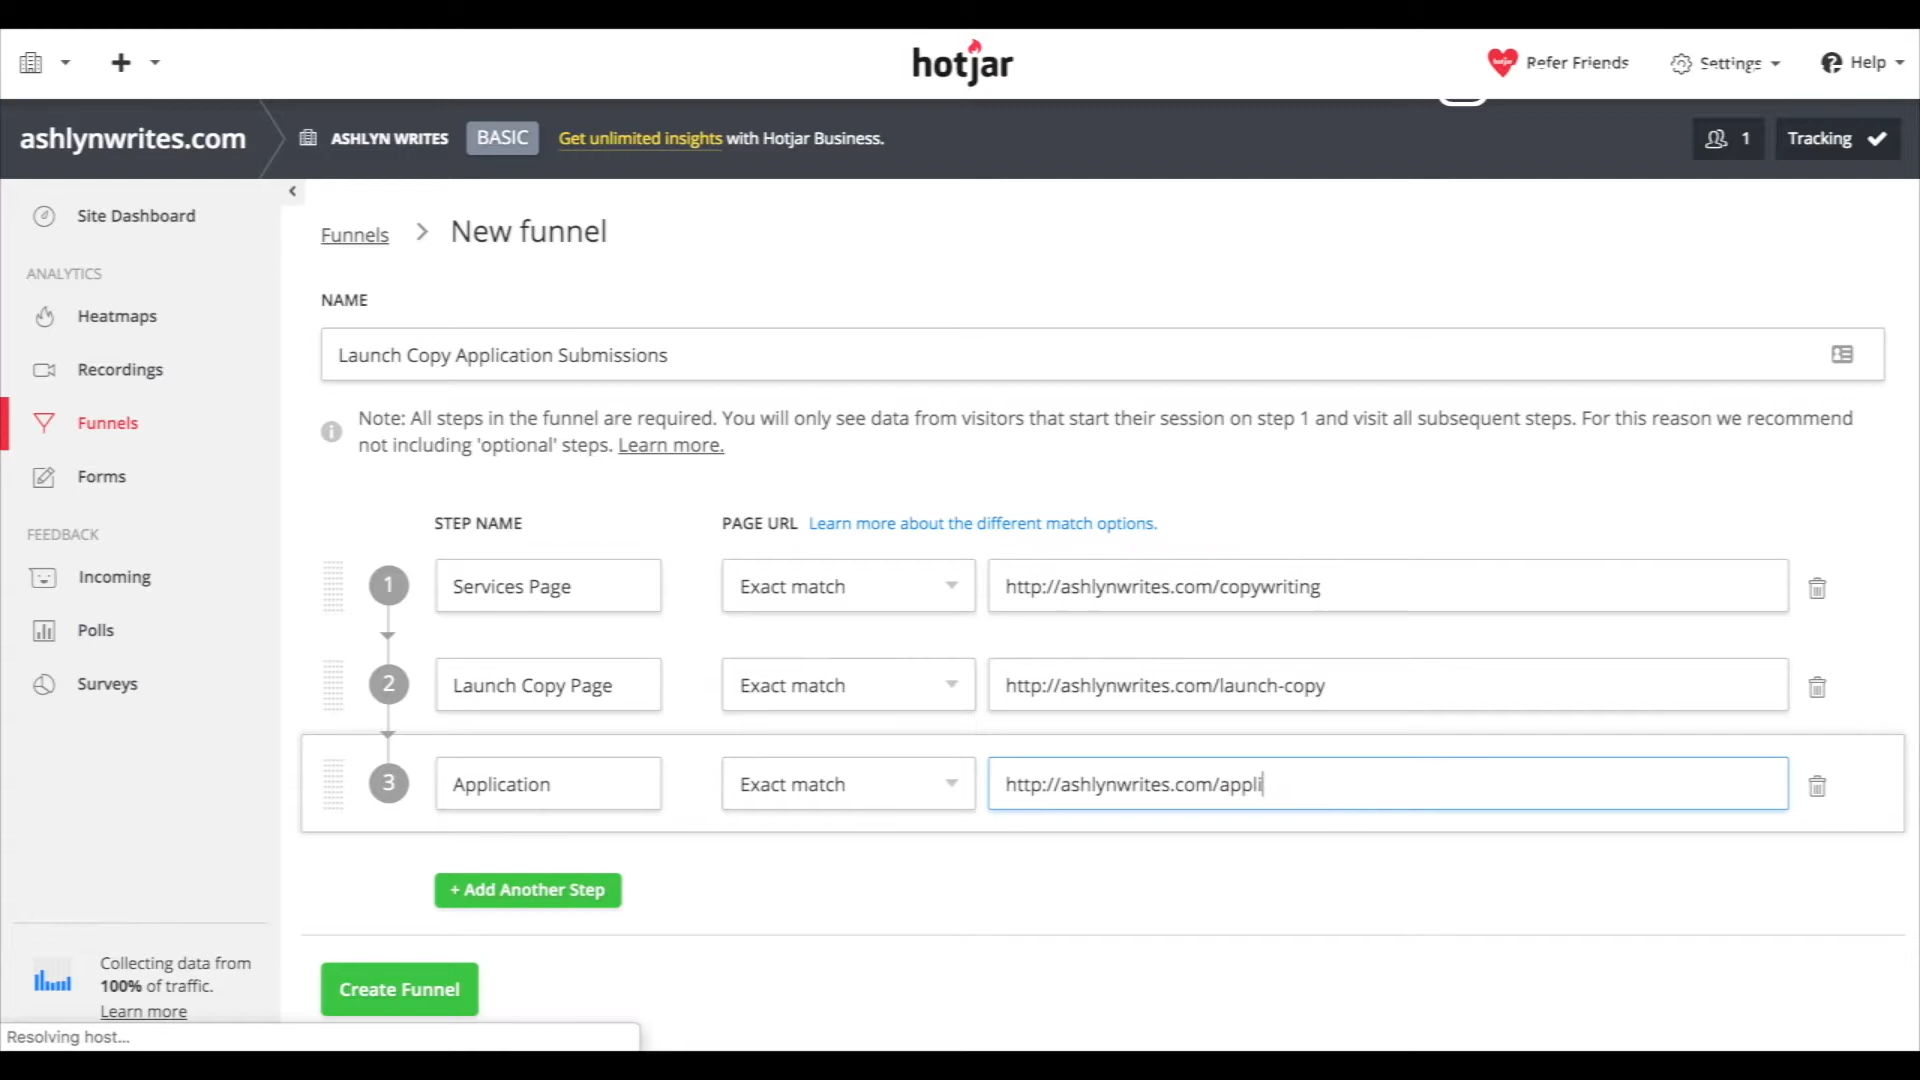 hotjar
Refer Friends
Settings
Help
ashlynwrites.com
ASHLYN WRITES
BASIC
Get unlimited insights with Hotjar Business.
1
Tracking
Site Dashboard
ANALYTICS
Heatmaps
Recordings
Funnels
Forms
FEEDBACK
Incoming
Polls
Surveys
Collecting data from
100% of traffic.
Learn more
Resolving host...
Funnels > New funnel
NAME
Launch Copy Application Submissions
Note: All steps in the funnel are required. You will only see data from visitors that start their session on step 1 and visit all subsequent steps. For this reason we recommend
not including 'optional' steps. Learn more.
STEP NAME
PAGE URL Learn more about the different match options.
1 Services Page Exact match http://ashlynwrites.com/copywriting
2 Launch Copy Page Exact match http://ashlynwrites.com/launch-copy
3 Application Exact match http://ashlynwrites.com/appli
+ Add Another Step
Create Funnel